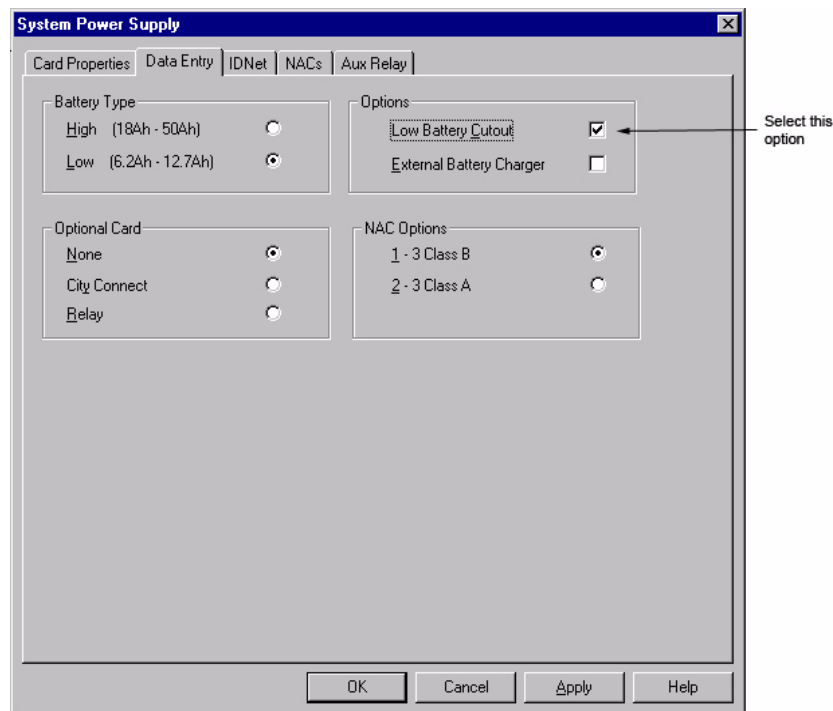 System Power Supply
Card Properties Data Entry IDNet NACs Aux Relay
Battery Type
High (18Ah - 50Ah)
Low (6.2Ah - 12.7Ah)
Options
Low Battery Cutout
External Battery Charger
Select this
option
Optional Card
None
City Connect
Relay
NAC Options
1 - 3 Class B
2 - 3 Class A
OK Cancel Apply Help